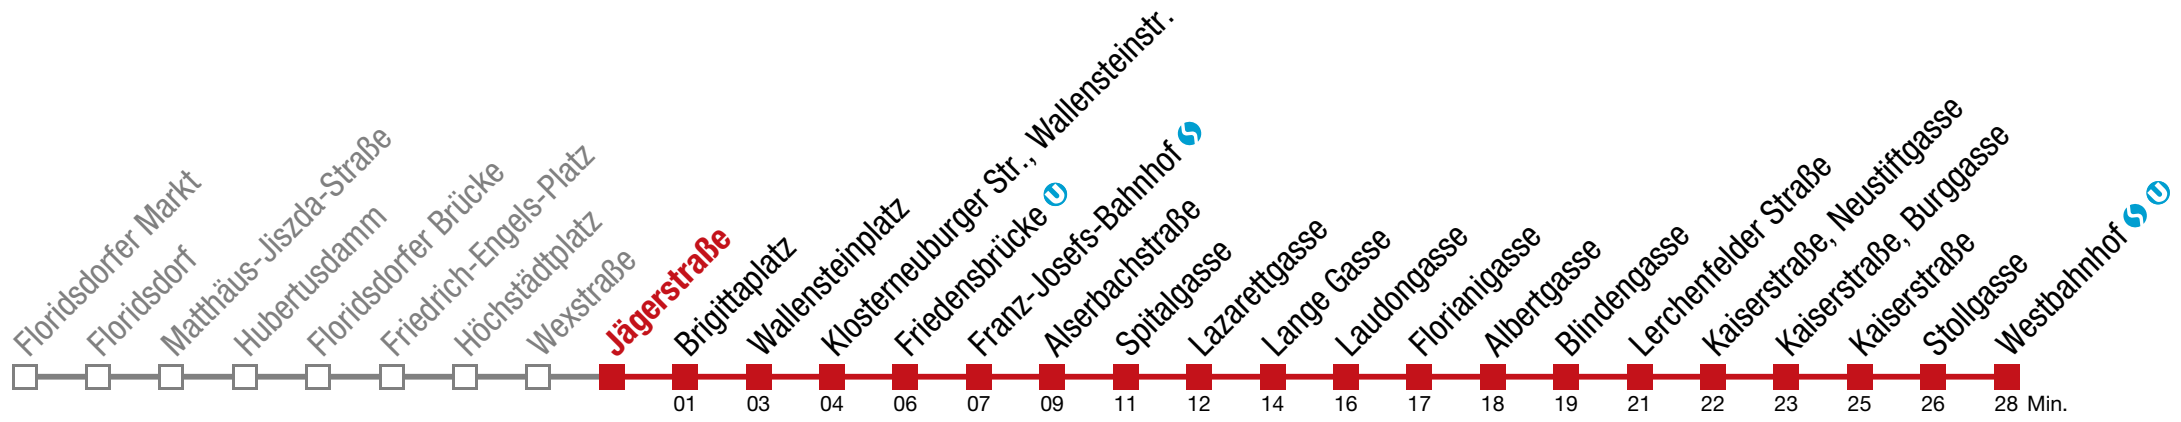 Floridsdorfer Markt
Floridsdorf
Matthäus-Jiszda-Straße
Hubertusdamm
Floridsdorfer Brücke
Friedrich-Engels-Platz
Höchstädtplatz
Wexstraße
Jägerstraße
Brigittaplatz
Wallensteinplatz
Klosterneuburger Str., Wallensteinstr.
Friedensbrücke U
Franz-Josefs-Bahnhof S
Alserbachstraße
Spitalgasse
Lazarettgasse
Lange Gasse
Laudongasse
Florianigasse
Albertgasse
Blindengasse
Lerchenfelder Straße
Kaiserstraße, Neustiftgasse
Kaiserstraße, Burggasse
Kaiserstraße
Stollgasse
Westbahnhof S U
01 03 04 06 07 09 11 12 14 16 17 18 19 21 22 23 25 26 28 Min.